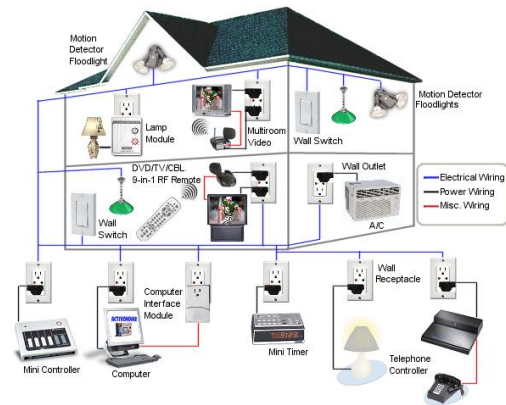 Motion Detector
Floodlight
Motion Detector
Floodlights
Lamp
Module
Multiroom
Video
Wall Switch
DVD/TV/CBL
9-in-1 RF Remote
Wall Outlet
Electrical Wiring
Power Wiring
Misc. Wiring
Wall
Switch
A/C
Computer
Interface
Module
Wall
Receptacle
Mini Controller
Computer
Mini Timer
Telephone
Controller